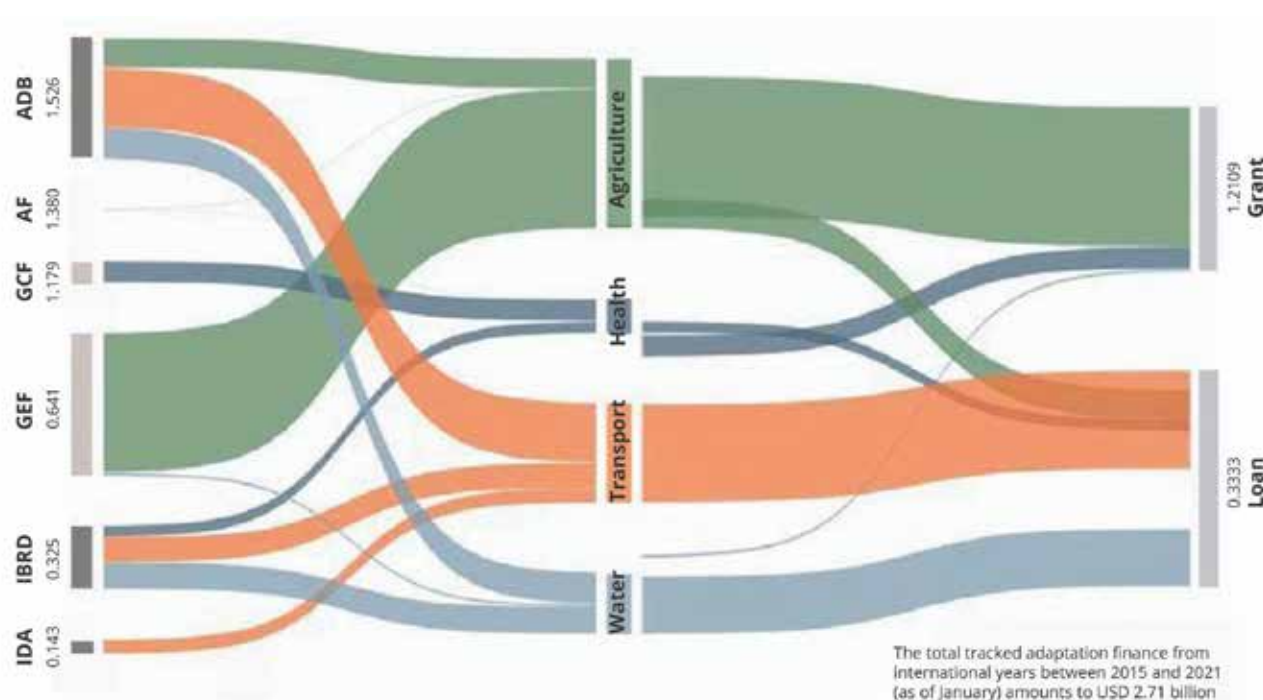 ADB
1.526
AF
1.380
GCF
1.179
GEF
0.641
IBRD
0.325
IDA
0.143
Agriculture
Health
Transport
Water
1.2109
Grant
0.3333
Loan
The total tracked adaptation finance from
international years between 2015 and 2021
(as of January) amounts to USD 2.71 billion